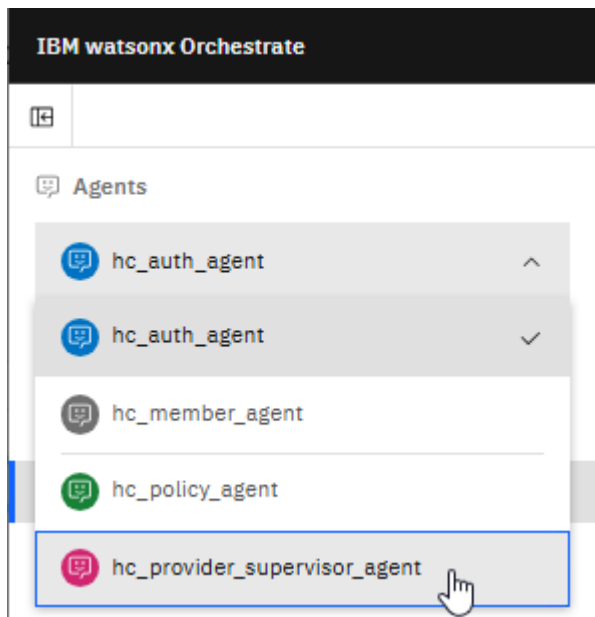 IBM watsonx Orchestrate
Agents
hc_auth_agent
hc_auth_agent
hc_member_agent
hc_policy_agent
hc_provider_supervisor_agent